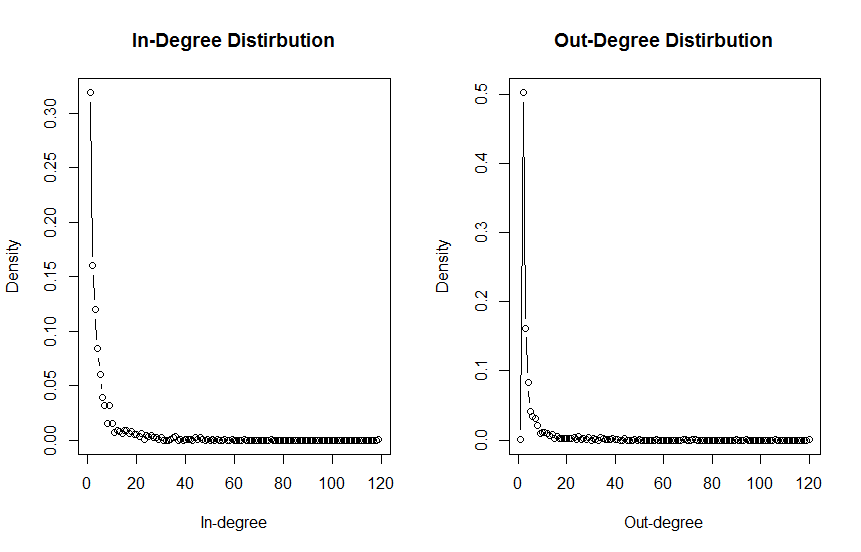 In-Degree Distirbution
Density
0.00 0.05 0.10 0.15 0.20 0.25 0.30
0 20 40 60 80 100 120
In-degree
Out-Degree Distirbution
Density
0.0 0.1 0.2 0.3 0.4 0.5
0 20 40 60 80 100 120
Out-degree